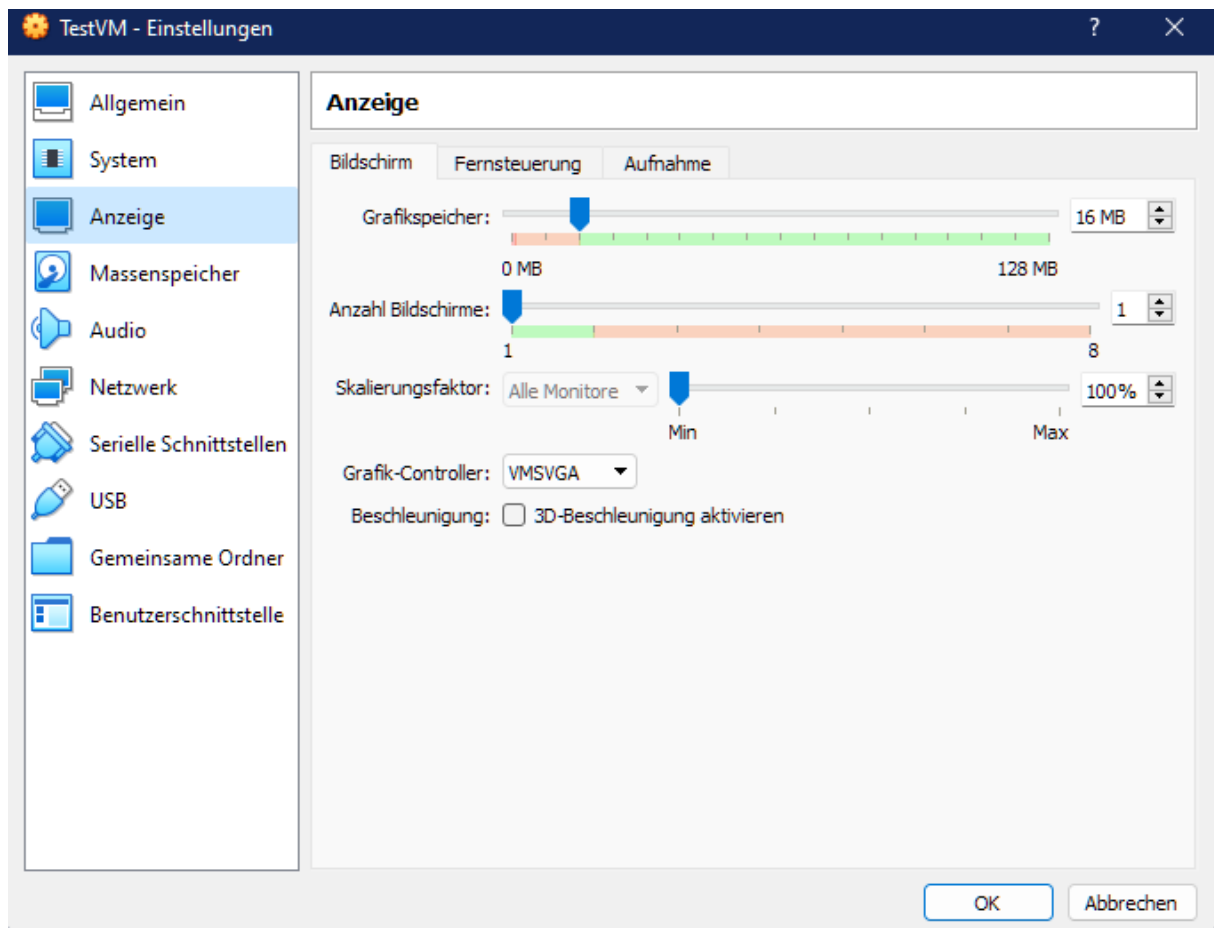 TestVM - Einstellungen ?
Allgemein
System
Anzeige
Massenspeicher
Audio
Netzwerk
Serielle Schnittstellen
USB
Gemeinsame Ordner
Benutzerschnittstelle
Anzeige
Bildschirm Fernsteuerung Aufnahme
Grafikspeicher: 16 MB
0 MB 128 MB
Anzahl Bildschirme: 1
1 8
Skalierungsfaktor: Alle Monitore 100%
Min Max
Grafik-Controller: VMSVGA
Beschleunigung: 3D-Beschleunigung aktivieren
OK Abbrechen